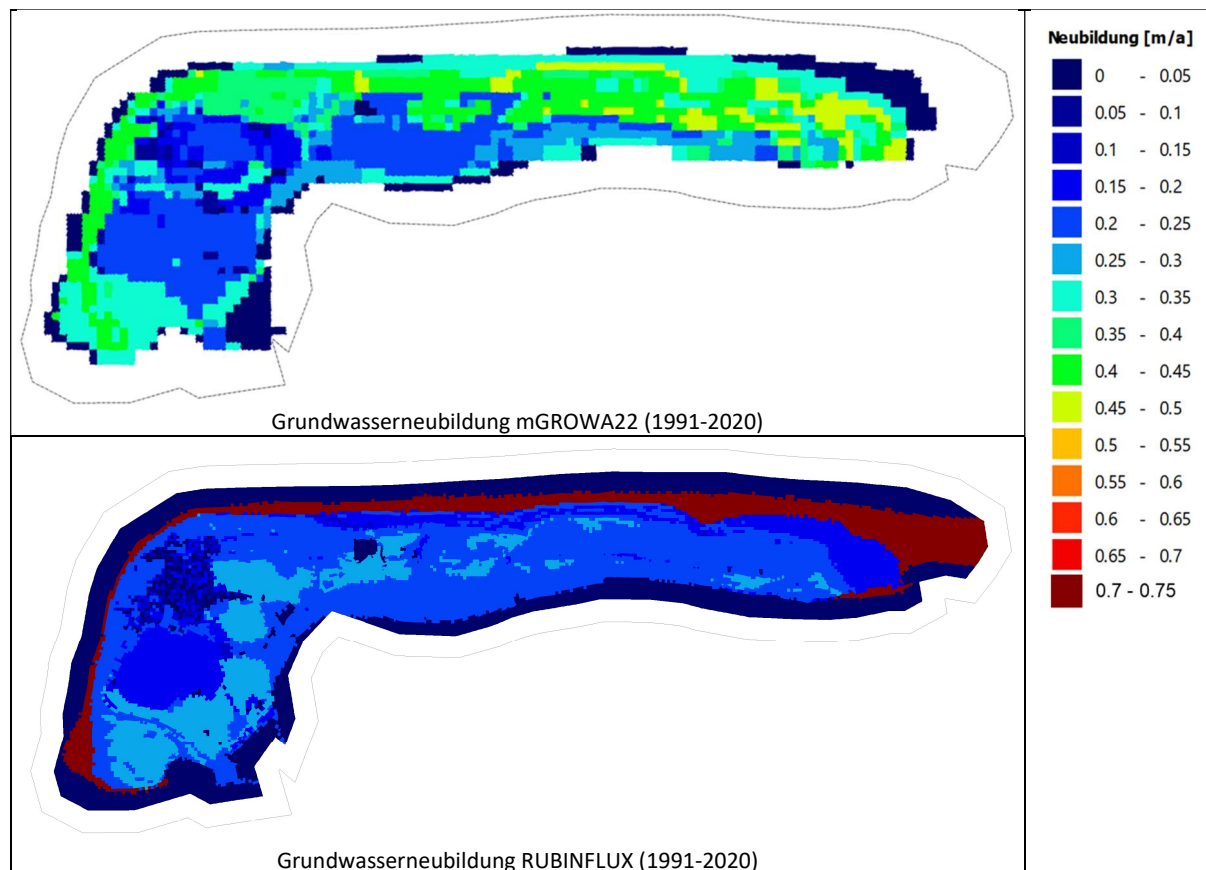 Neubildung [m/a]
0 - 0.05
0.05 - 0.1
0.1 - 0.15
0.15 - 0.2
0.2 - 0.25
0.25 - 0.3
0.3 - 0.35
0.35 - 0.4
0.4 - 0.45
0.45 - 0.5
0.5 - 0.55
0.55 - 0.6
0.6 - 0.65
0.65 - 0.7
0.7 - 0.75
Grundwasserneubildung mGROWA22 (1991-2020)
Grundwasserneubildung RUBINFLUX (1991-2020)